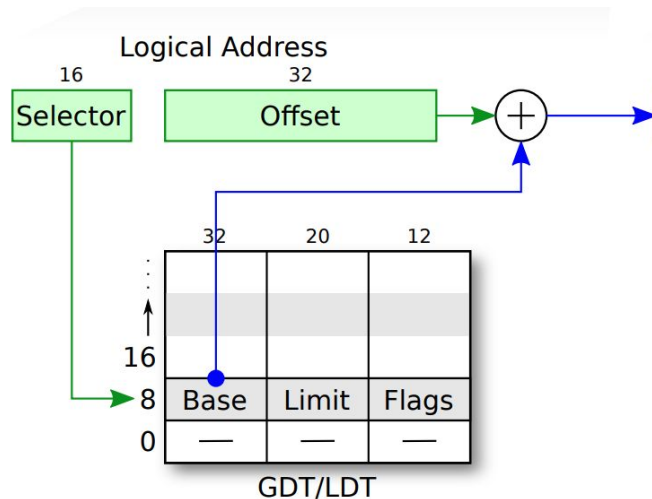 Logical Address
16 32
Selector Offset
32 20 12
16
8 Base Limit Flags
0
GDT/LDT